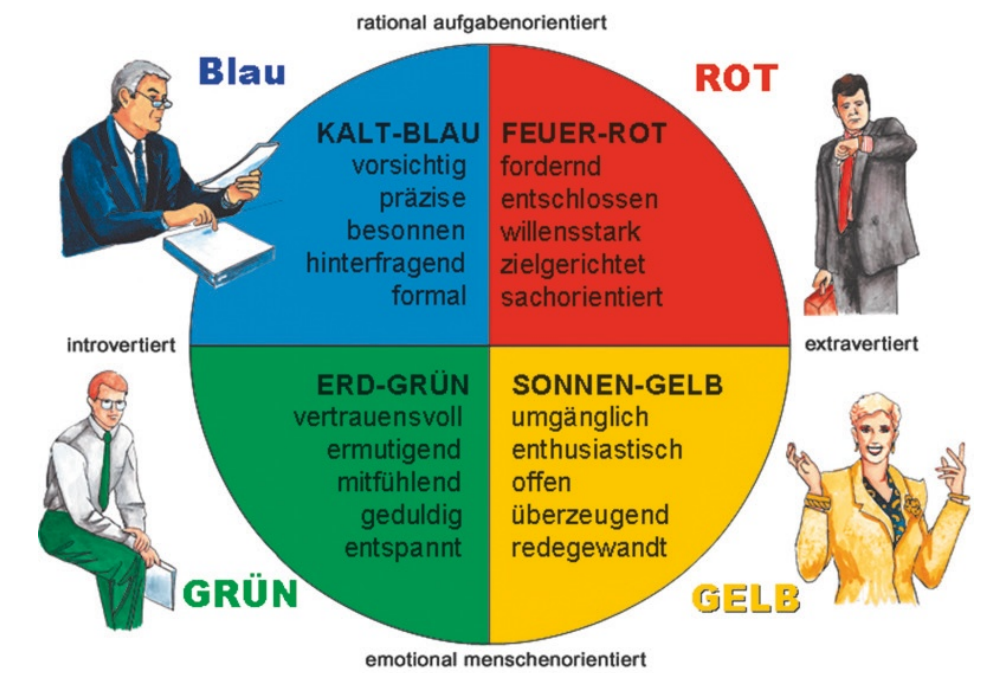 rational aufgabenorientiert
Blau
ROT
KALT-BLAU
vorsichtig
präzise
besonnen
hinterfragend
formal
FEUER-ROT
fordernd
entschlossen
willensstark
zielgerichtet
sachorientiert
introvertiert
extravertiert
ERD-GRÜN
vertrauensvoll
ermutigend
mitfühlend
geduldig
entspannt
SONNEN-GELB
umgänglich
enthusiastisch
offen
überzeugend
redegewandt
GRÜN
GELB
emotional menschenorientiert